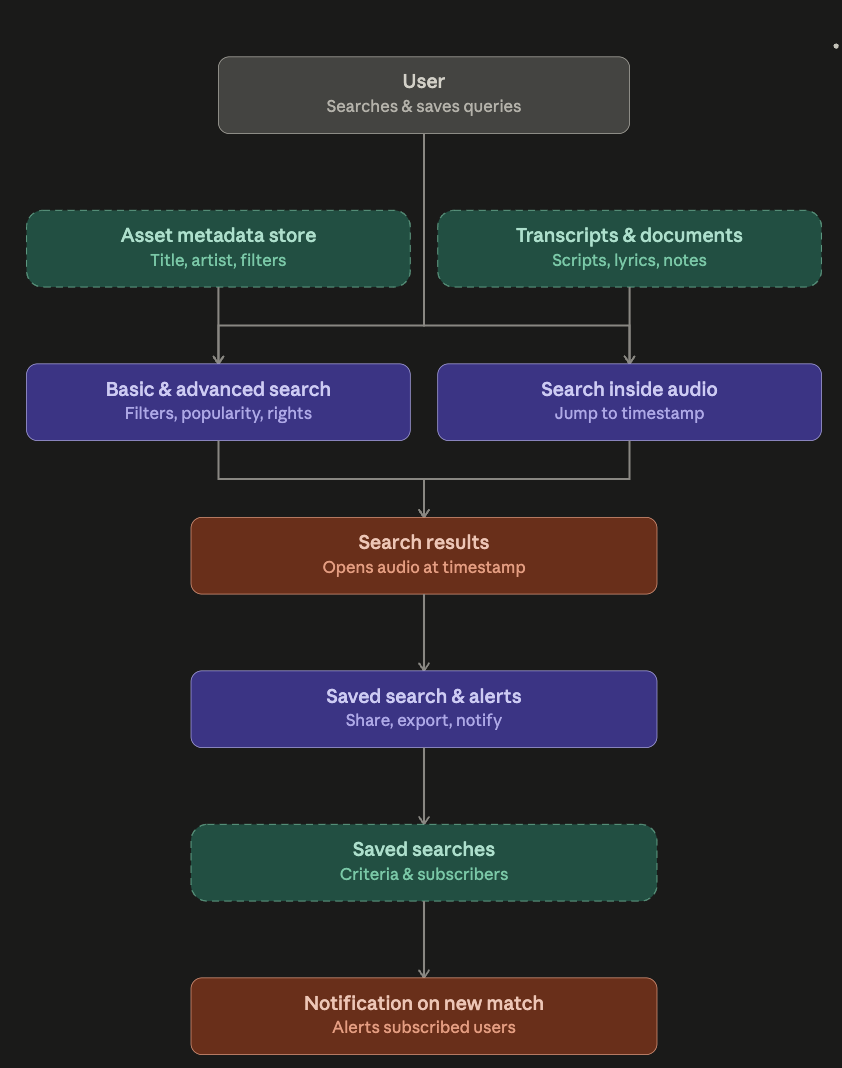 User
Searches & saves queries
Asset metadata store
Title, artist, filters
Transcripts & documents
Scripts, lyrics, notes
Basic & advanced search
Filters, popularity, rights
Search inside audio
Jump to timestamp
Search results
Opens audio at timestamp
Saved search & alerts
Share, export, notify
Saved searches
Criteria & subscribers
Notification on new match
Alerts subscribed users